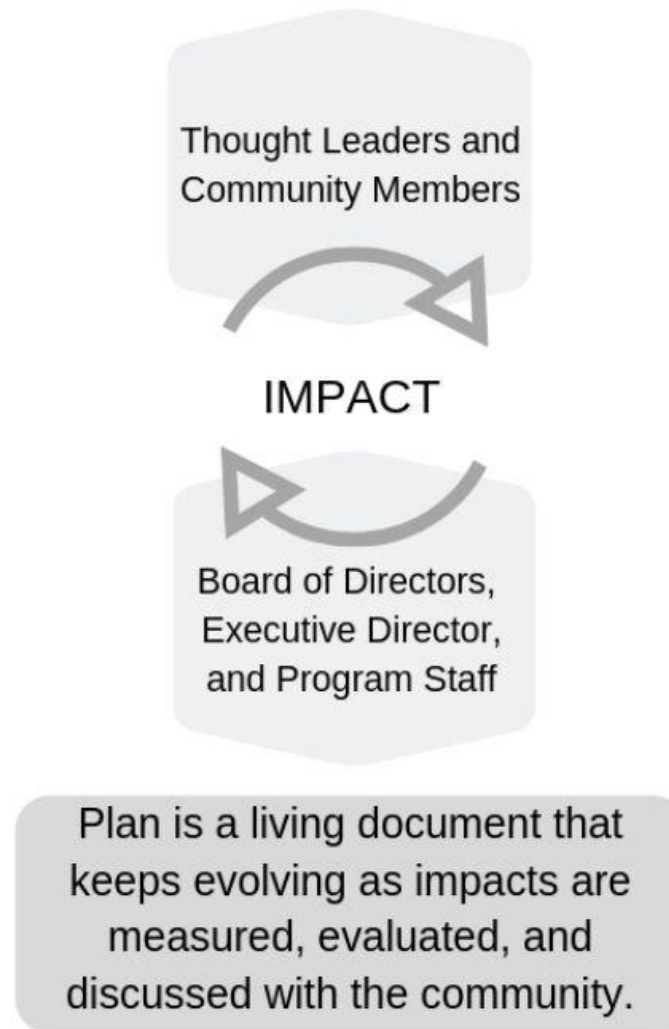 Thought Leaders and
Community Members
IMPACT
Board of Directors,
Executive Director,
and Program Staff
Plan is a living document that
keeps evolving as impacts are
measured, evaluated, and
discussed with the community.